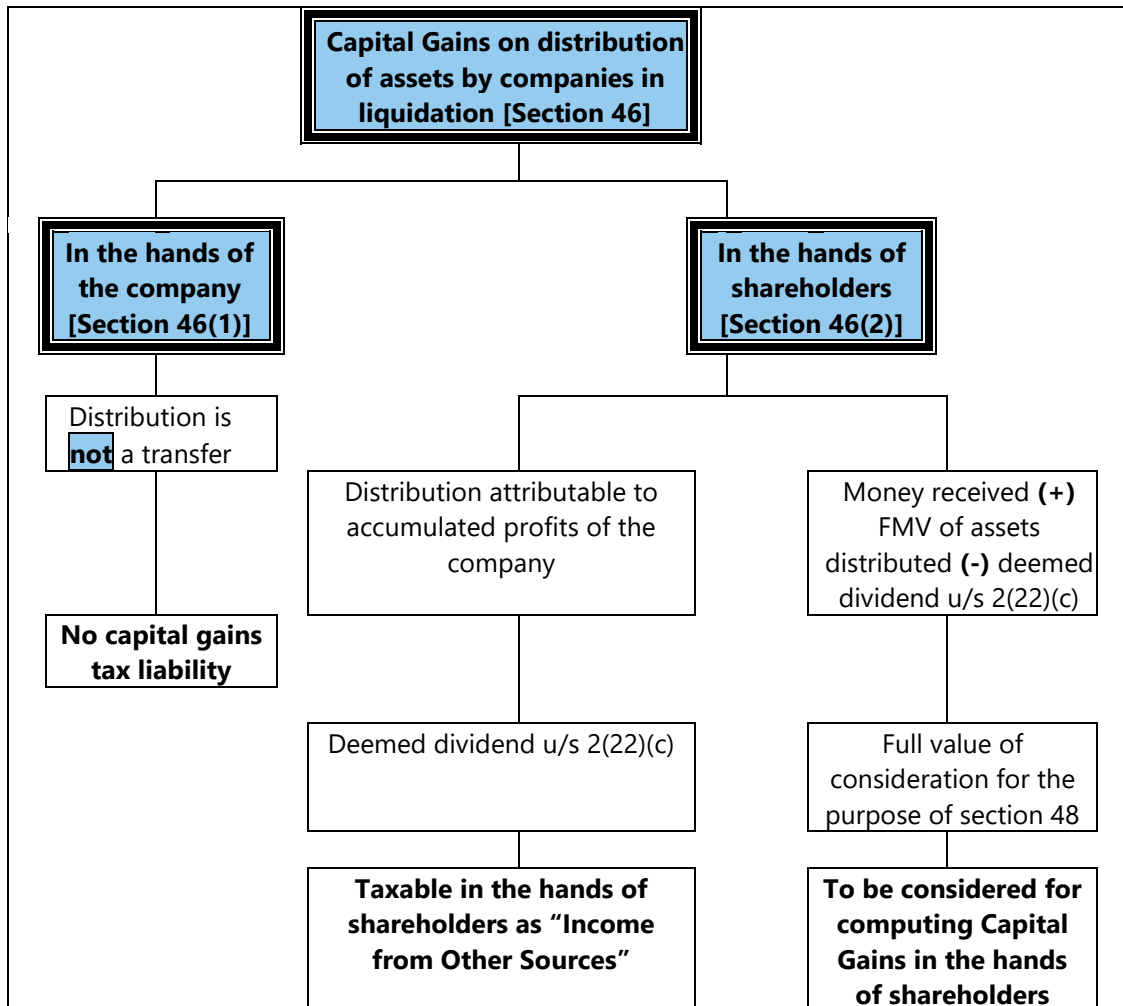 Capital Gains on distribution
of assets by companies in
liquidation [Section 46]
In the hands of
the company
[Section 46(1)]
In the hands of
shareholders
[Section 46(2)]
Distribution is
not a transfer
No capital gains
tax liability
Distribution attributable to
accumulated profits of the
company
Deemed dividend u/s 2(22)(c)
Taxable in the hands of
shareholders as “Income
from Other Sources”
Money received (+)
FMV of assets
distributed (-) deemed
dividend u/s 2(22)(c)
Full value of
consideration for the
purpose of section 48
To be considered for
computing Capital
Gains in the hands
of shareholders